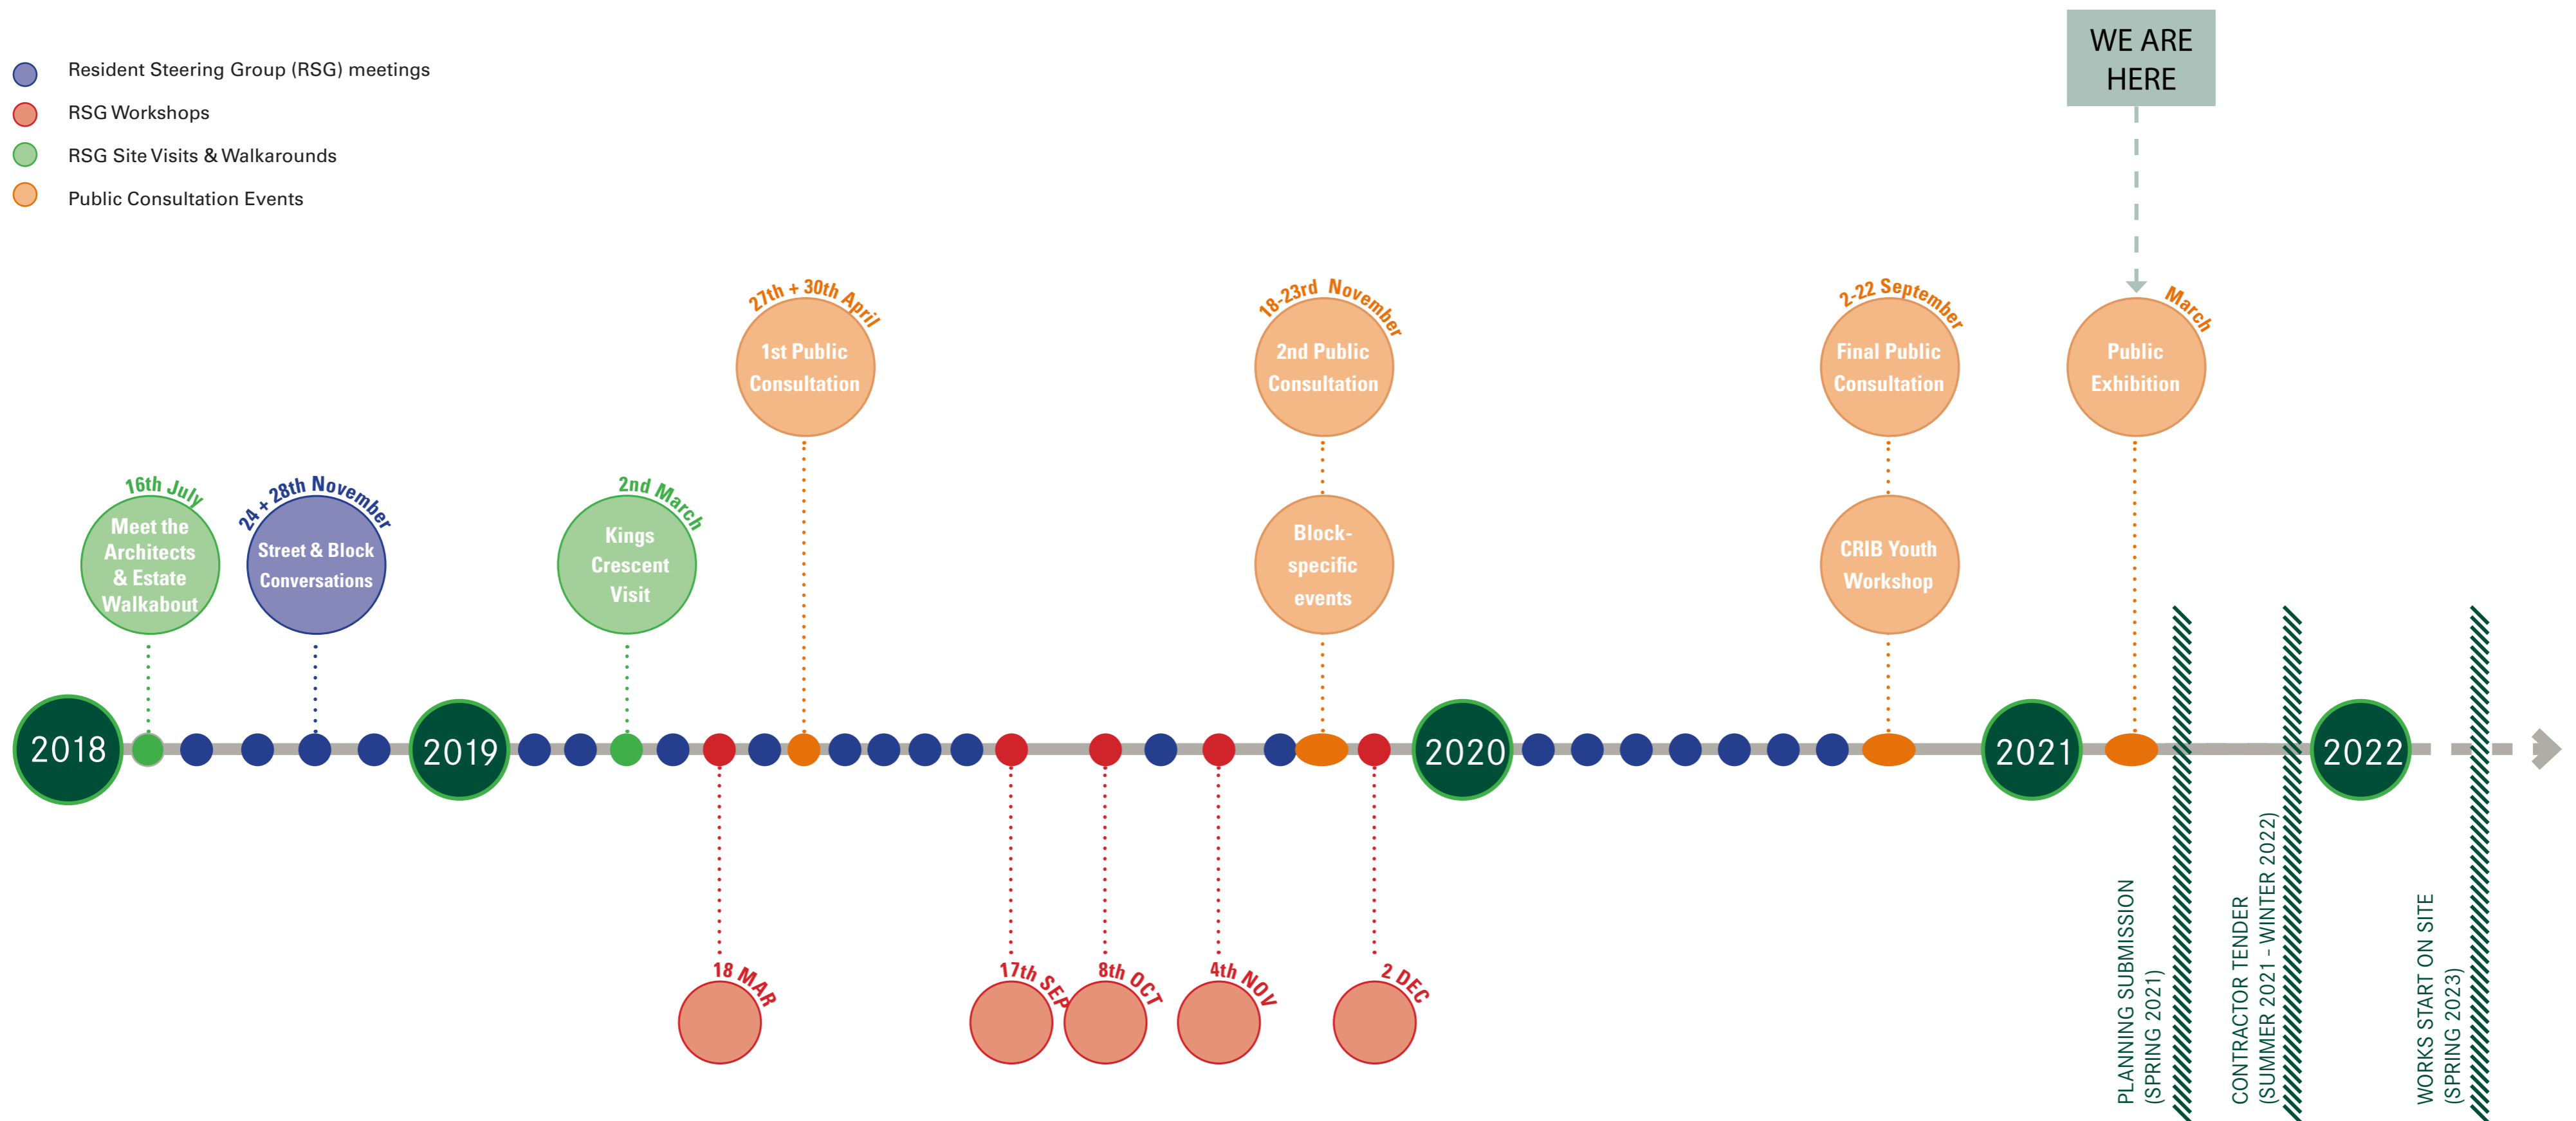 Resident Steering Group (RSG) meetings
RSG Workshops
RSG Site Visits & Walkarounds
Public Consultation Events
WE ARE
HERE
16th July
Meet the
Architects
& Estate
Walkabout
24 + 28th November
Street & Block
Conversations
2nd March
Kings
Crescent
Visit
27th + 30th April
1st Public
Consultation
18-23rd November
2nd Public
Consultation
Block-
specific
events
2-22 September
Final Public
Consultation
CRIB Youth
Workshop
March
Public
Exhibition
2018
2019
2020
2021
2022
18 MAR
17th SEP
8th OCT
4th NOV
2 DEC
PLANNING SUBMISSION
(SPRING 2021)
CONTRACTOR TENDER
(SUMMER 2021 - WINTER 2022)
WORKS START ON SITE
(SPRING 2023)